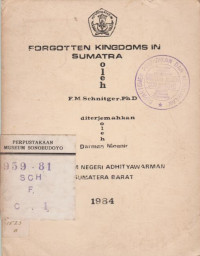 FORGOTTEN KINGDOMS IN
SUMATRA
oleh
F.M Schnitger, Ph.D
diterjemahkan
oleh
Darman Moenir
PERPUSTAKAAN
MUSEUM BOROBUDUR
959.81
SCH
F.
C. 1
NEGERI ADHITYAWARMAN
SUMATERA BARAT
1984